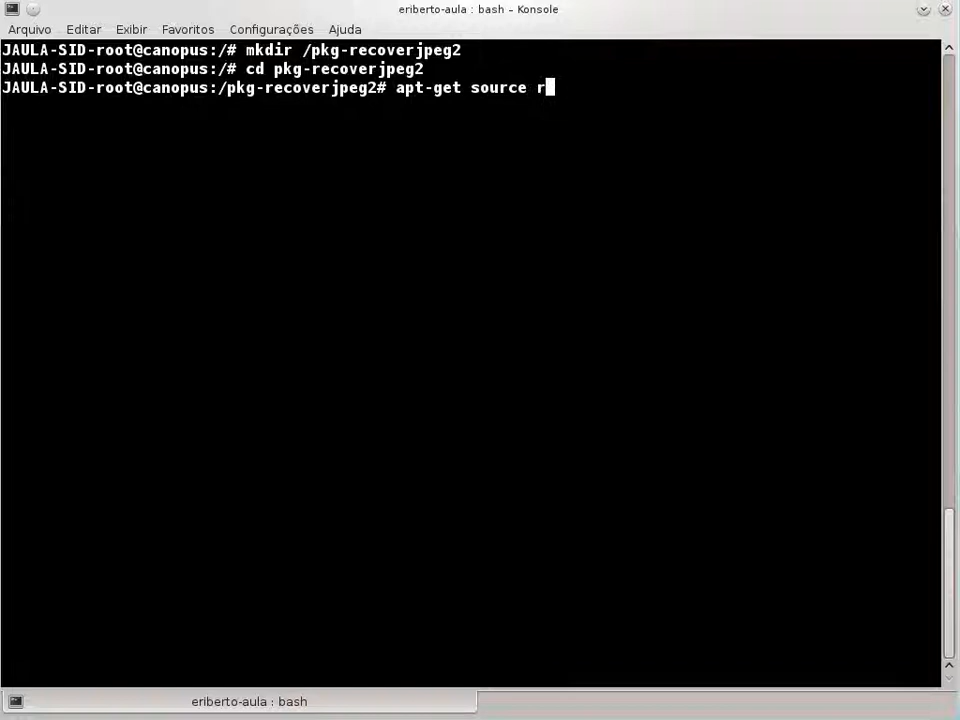 eriberto-aula : bash – Konsole
Arquivo Editar Exibir Favoritos Configurações Ajuda
JAULA-SID-root@canopus:/# mkdir /pkg-recoverjpeg2
JAULA-SID-root@canopus:/# cd pkg-recoverjpeg2
JAULA-SID-root@canopus:/pkg-recoverjpeg2# apt-get source r
eriberto-aula : bash